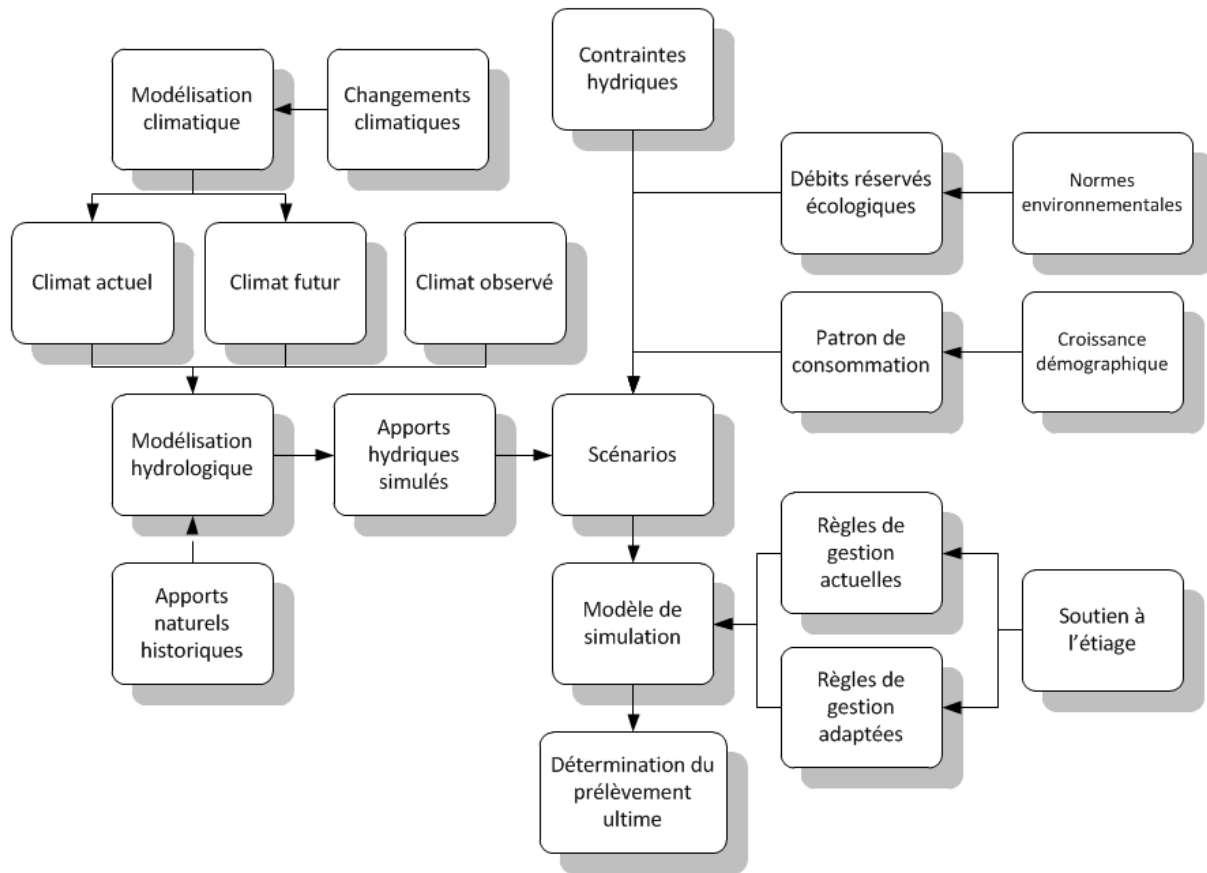 Contraintes
hydriques
Modélisation
climatique
Changements
climatiques
Débits réservés
écologiques
Normes
environnementales
Climat actuel
Climat futur
Climat observé
Patron de
consommation
Croissance
démographique
Modélisation
hydrologique
Apports
hydriques
simulés
Scénarios
Règles de
gestion
actuelles
Apports
naturels
historiques
Modèle de
simulation
Soutien à
l'étiage
Règles de
gestion
adaptées
Détermination du
prélèvement
ultime